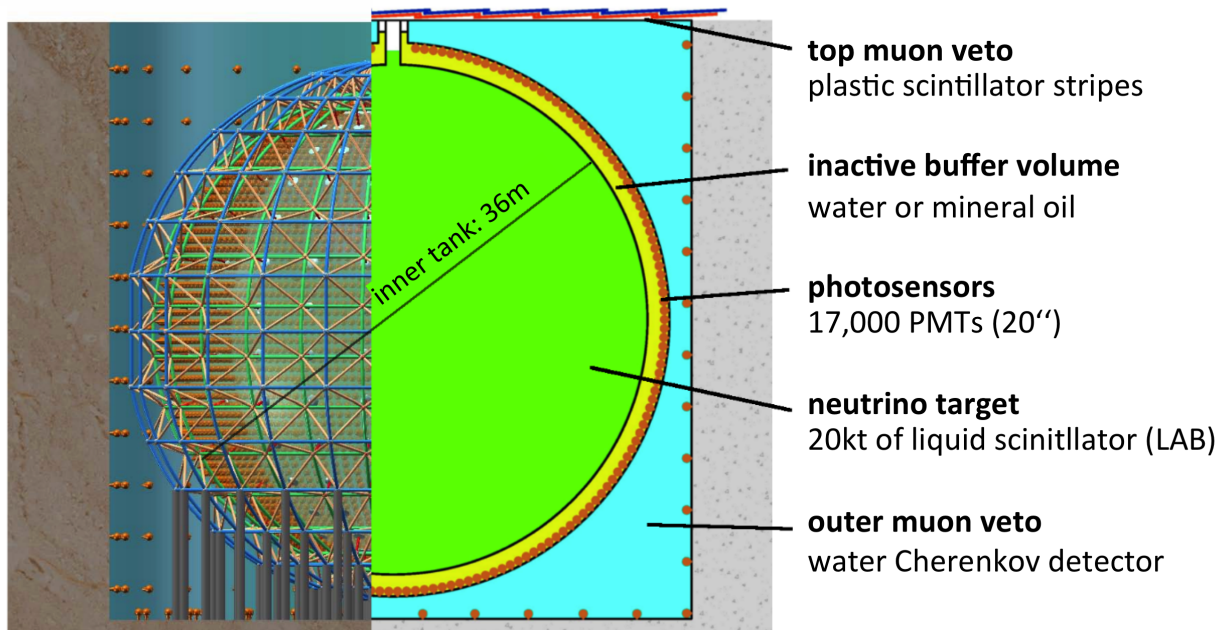 top muon veto
plastic scintillator stripes
inactive buffer volume
water or mineral oil
inner tank: 36m
photosensors
17,000 PMTs (20‘‘)
neutrino target
20kt of liquid scinitllator (LAB)
outer muon veto
water Cherenkov detector